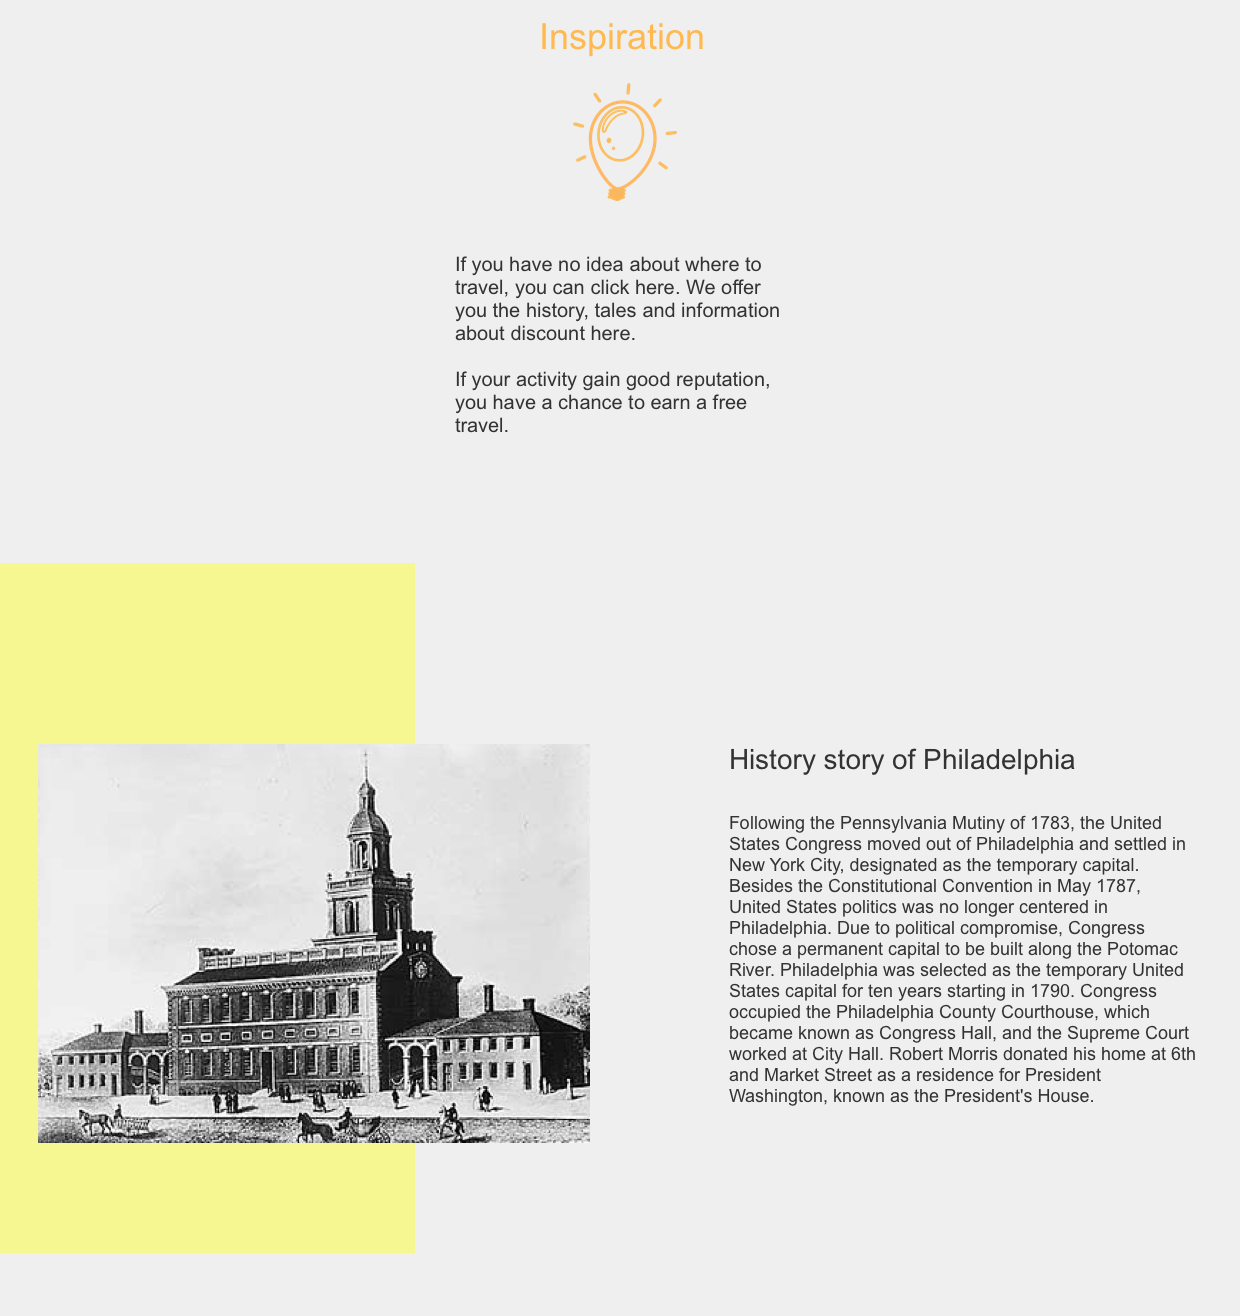 Inspiration
If you have no idea about where to
travel, you can click here. We offer
you the history, tales and information
about discount here.
If your activity gain good reputation,
you have a chance to earn a free
travel.
History story of Philadelphia
Following the Pennsylvania Mutiny of 1783, the United
States Congress moved out of Philadelphia and settled in
New York City, designated as the temporary capital.
Besides the Constitutional Convention in May 1787,
United States politics was no longer centered in
Philadelphia. Due to political compromise, Congress
chose a permanent capital to be built along the Potomac
River. Philadelphia was selected as the temporary United
States capital for ten years starting in 1790. Congress
occupied the Philadelphia County Courthouse, which
became known as Congress Hall, and the Supreme Court
worked at City Hall. Robert Morris donated his home at 6th
and Market Street as a residence for President
Washington, known as the President's House.